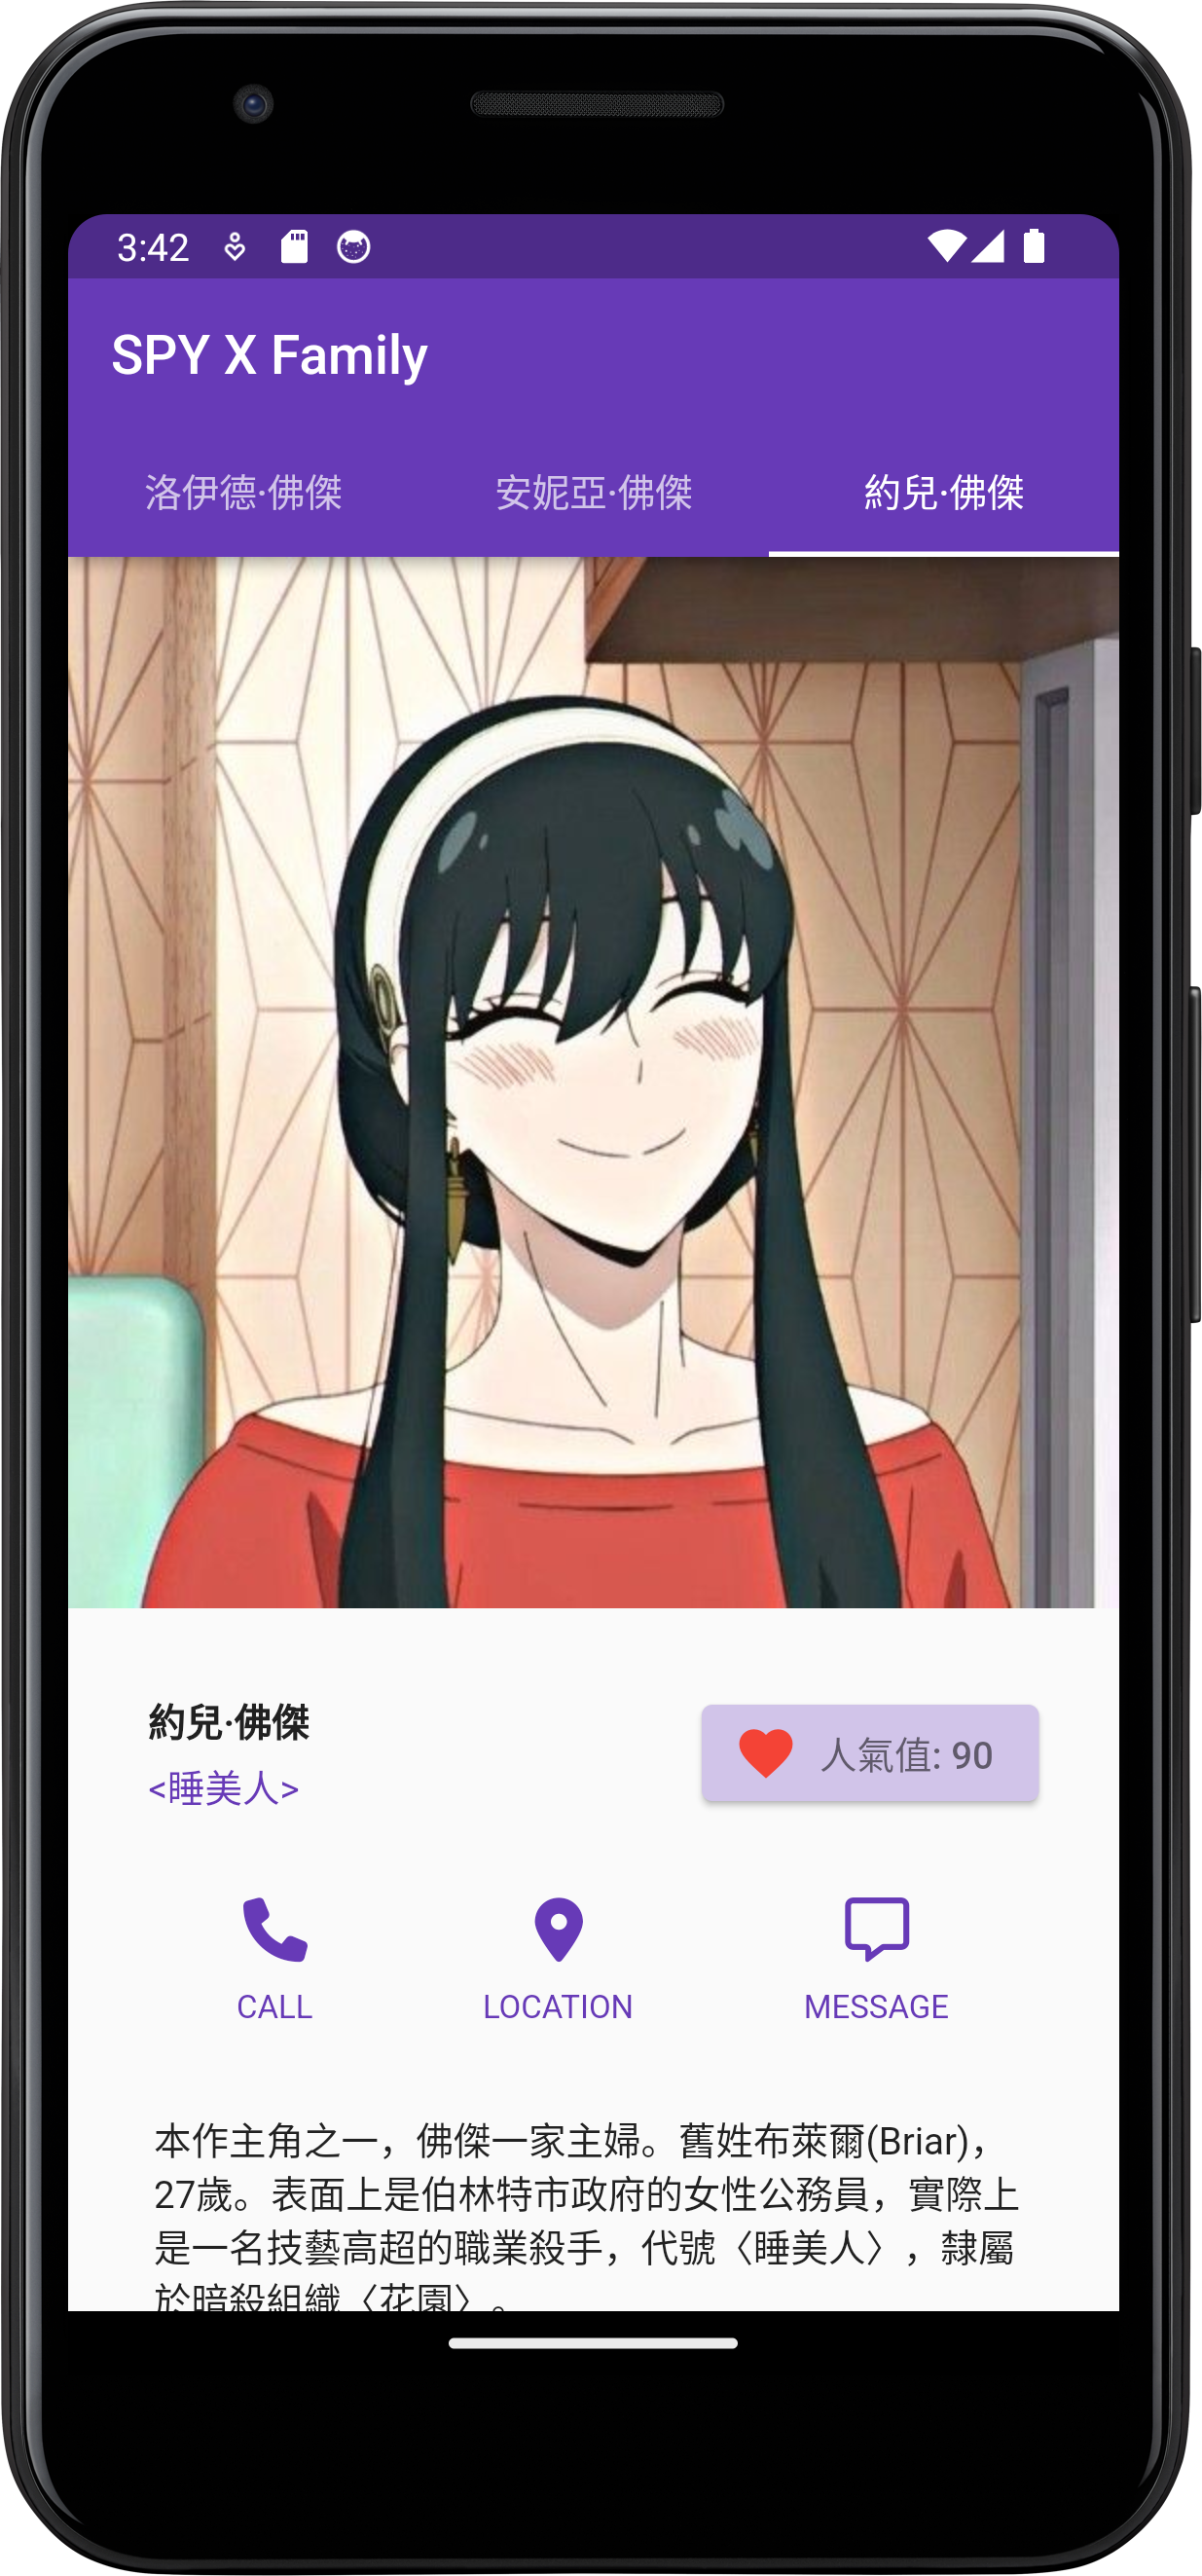 3:42
SPY X Family
洛伊德·佛傑
安妮亞·佛傑
約兒·佛傑
約兒·佛傑
<睡美人>
人氣值: 90
CALL
LOCATION
MESSAGE
本作主角之一，佛傑一家主婦。舊姓布萊爾(Briar)，
27歲。表面上是伯林特市政府的女性公務員，實際上
是一名技藝高超的職業殺手，代號〈睡美人〉，隸屬
於暗殺組織〈花園〉。